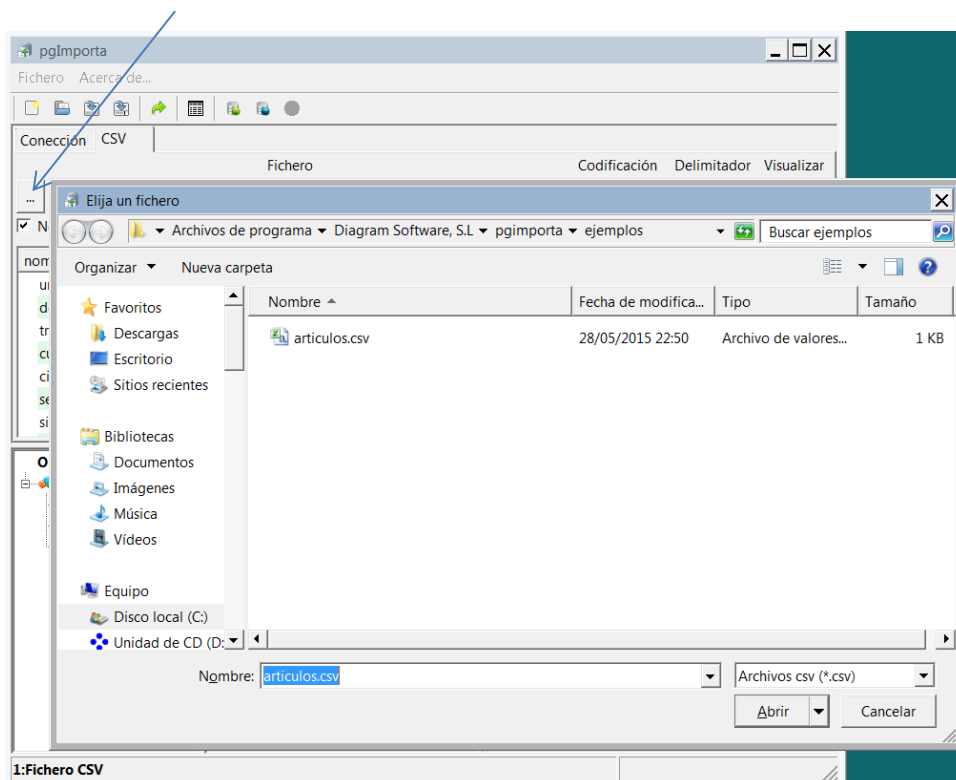 pgImporta
Fichero Acerca de...
Conección CSV
Fichero Codificación Delimitador Visualizar
...
Elija un fichero
Archivos de programa Diagram Software, S.L pgimporta ejemplos Buscar ejemplos
Organizar Nueva carpeta
Nombre Fecha de modifica... Tipo Tamaño
articulos.csv 28/05/2015 22:50 Archivo de valores... 1 KB
Favoritos
Descargas
Escritorio
Sitios recientes
Bibliotecas
Documentos
Imágenes
Música
Vídeos
Equipo
Disco local (C:)
Unidad de CD (D:
Nombre: articulos.csv Archivos csv (*.csv)
Abrir Cancelar
1:Fichero CSV